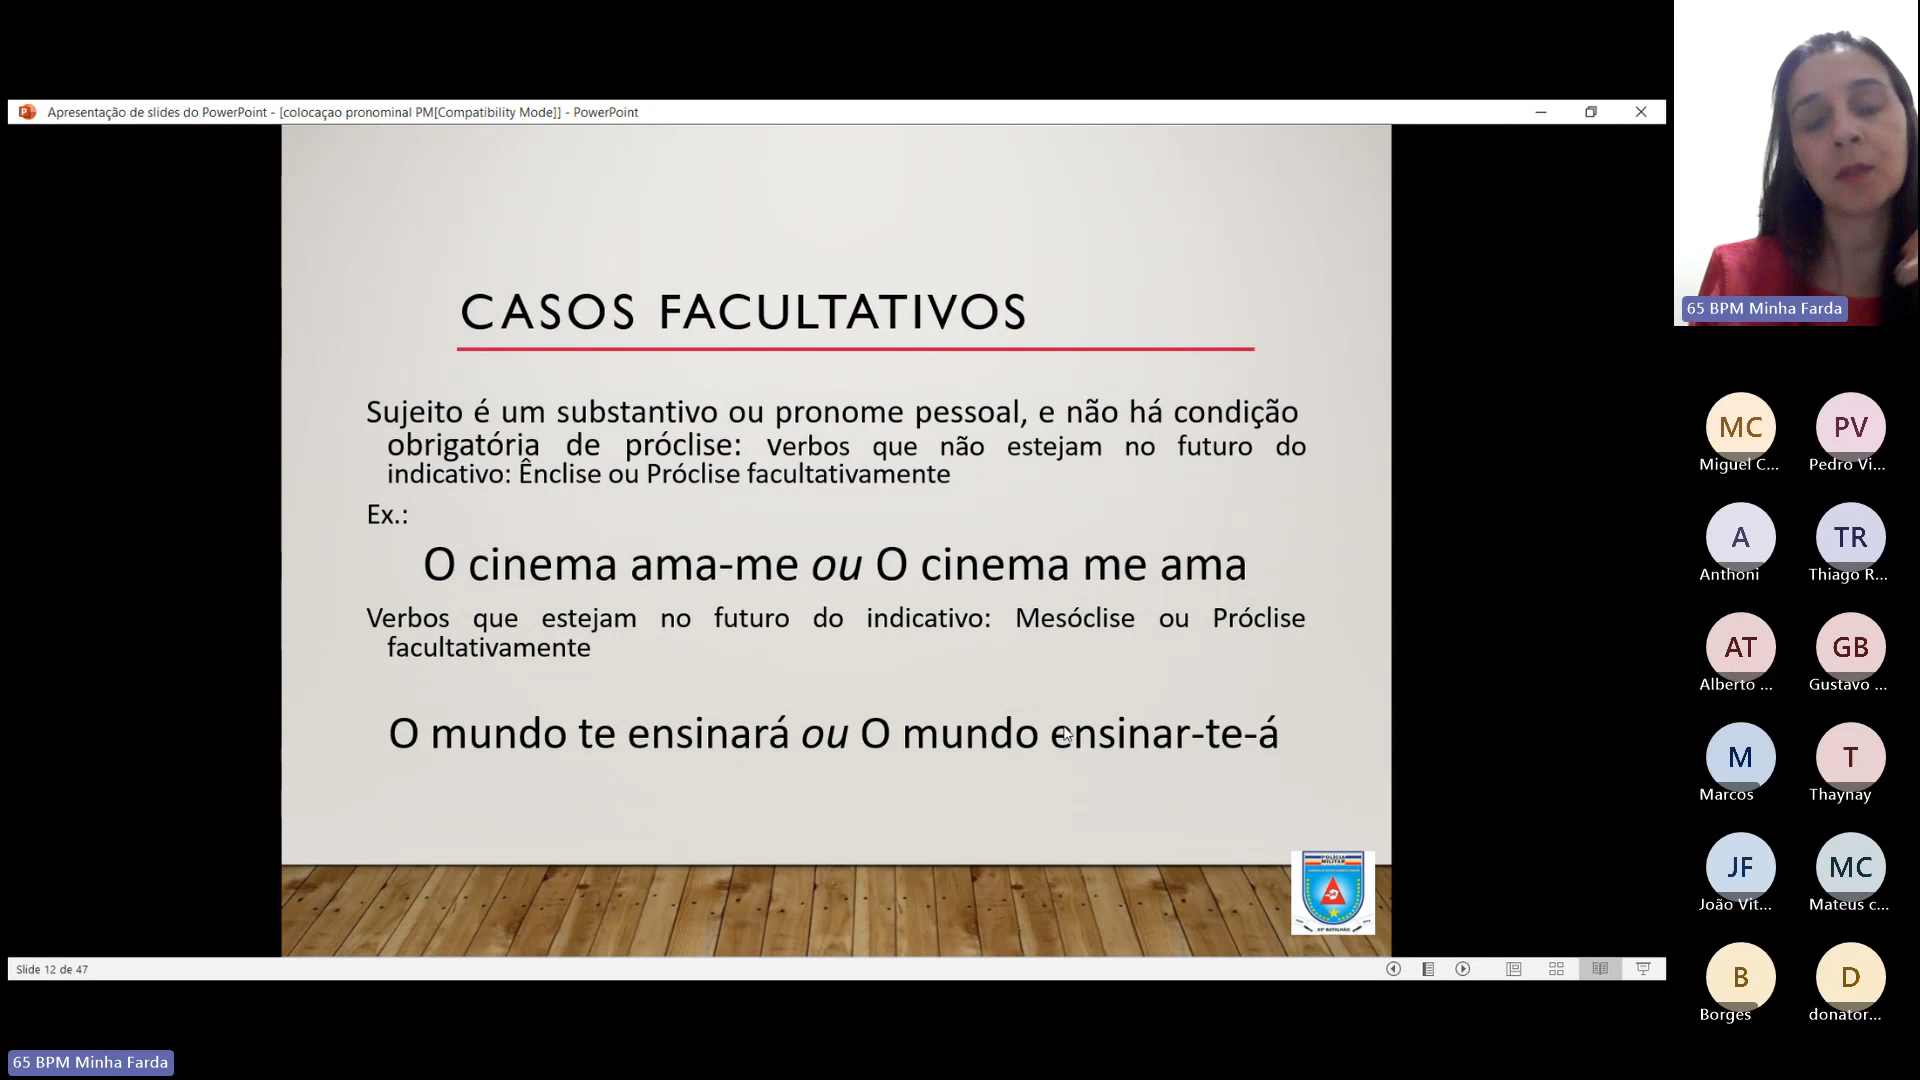 Apresentação de slides do PowerPoint - [colocaçao pronominal PM[Compatibility Mode]] - PowerPoint
CASOS FACULTATIVOS
Sujeito é um substantivo ou pronome pessoal, e não há condição
obrigatória de próclise: verbos que não estejam no futuro do
indicativo: Ênclise ou Próclise facultativamente
Ex.:
O cinema ama-me ou O cinema me ama
Verbos que estejam no futuro do indicativo: Mesóclise ou Próclise
facultativamente
O mundo te ensinará ou O mundo ensinar-te-á
POLÍCIA
MILITAR
65º BATALHÃO
Slide 12 de 47
65 BPM Minha Farda
65 BPM Minha Farda
MC
Miguel C...
PV
Pedro Vi...
A
Anthoni
TR
Thiago R...
AT
Alberto ...
GB
Gustavo ...
M
Marcos
T
Thaynay
JF
João Vit...
MC
Mateus c...
B
Borges
D
donator...